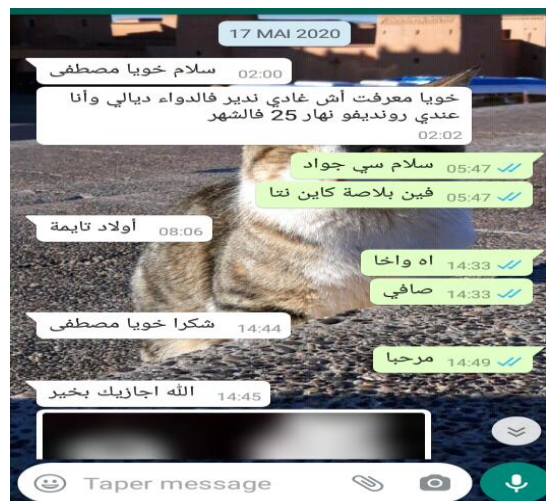 17 MAI 2020
سلام خويا مصطفى
02:00
خويا معرفت أش غادي ندير فالدواء ديالي وأنا
عندي رونديفو نهار 25 فالشهر
02:02
سلام سي جواد
05:47
فين بلاصة كاين نتا
05:47
أولاد تايمة
08:06
اه واخا
14:33
صافي
14:33
شكرا خويا مصطفى
14:44
مرحبا
14:49
الله اجازيك بخير
14:45
Taper message